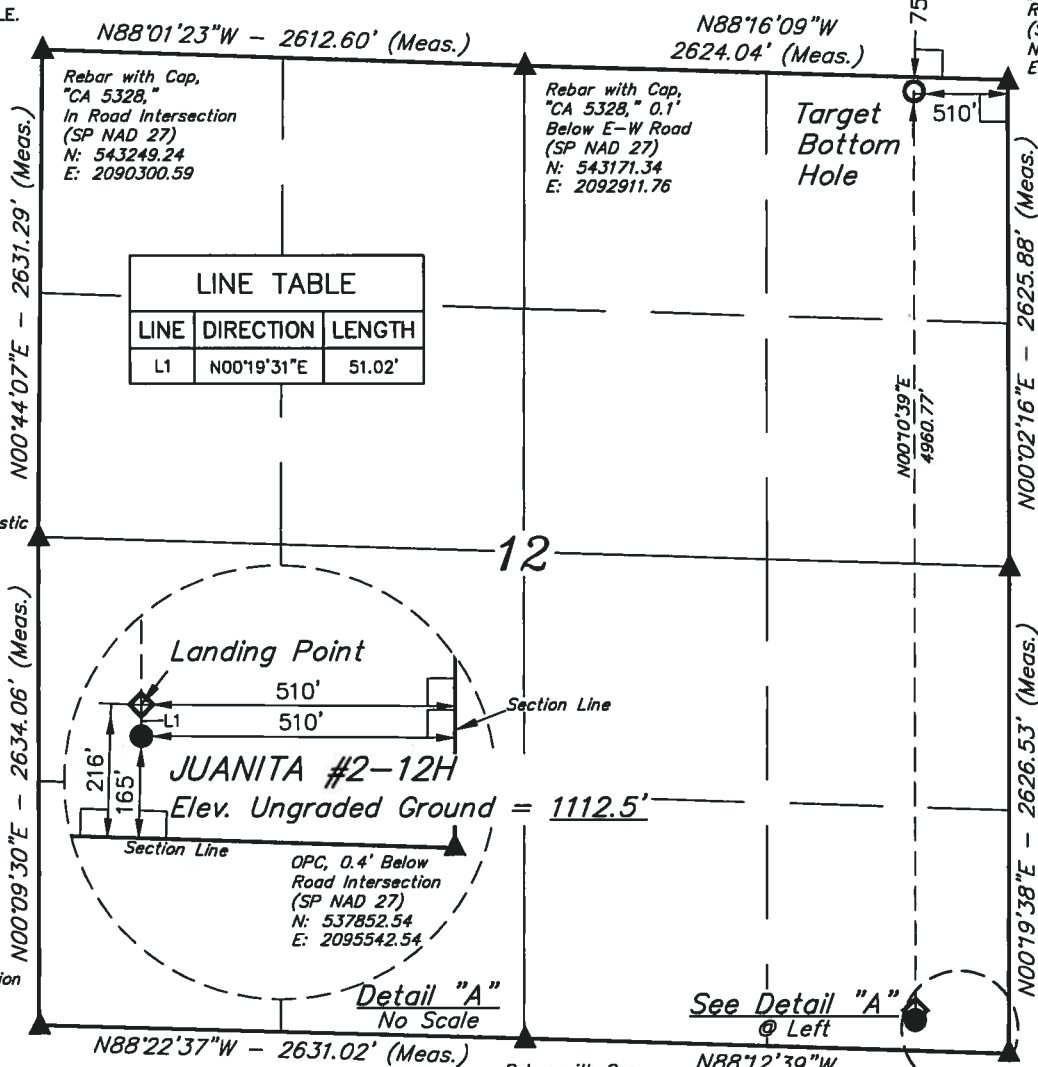 LE.
N88°01'23"W - 2612.60' (Meas.)
N88°16'09"W
2624.04' (Meas.)
75
R
(S
N
E
Rebar with Cap,
"CA 5328,"
In Road Intersection
(SP NAD 27)
N: 543249.24
E: 2090300.59
Rebar with Cap,
"CA 5328," 0.1'
Below E-W Road
(SP NAD 27)
N: 543171.34
E: 2092911.76
Target
Bottom
Hole
510'
N00°44'07"E - 2631.29' (Meas.)
N00°02'16"E - 2625.88' (Meas.)
LINE TABLE
LINE DIRECTION LENGTH
L1 N00°19'31"E 51.02'
N00°10'39"E
4960.77'
stic
12
Landing Point
510'
Section Line
L1
510'
216'
165'
JUANITA #2-12H
Elev. Ungraded Ground = 1112.5'
Section Line
OPC, 0.4' Below
Road Intersection
(SP NAD 27)
N: 537852.54
E: 2095542.54
N00°09'30"E - 2634.06' (Meas.)
N00°19'38"E - 2626.53' (Meas.)
ion
Detail "A"
No Scale
See Detail "A"
@ Left
N88°22'37"W - 2631.02' (Meas.)
N88°12'39"W